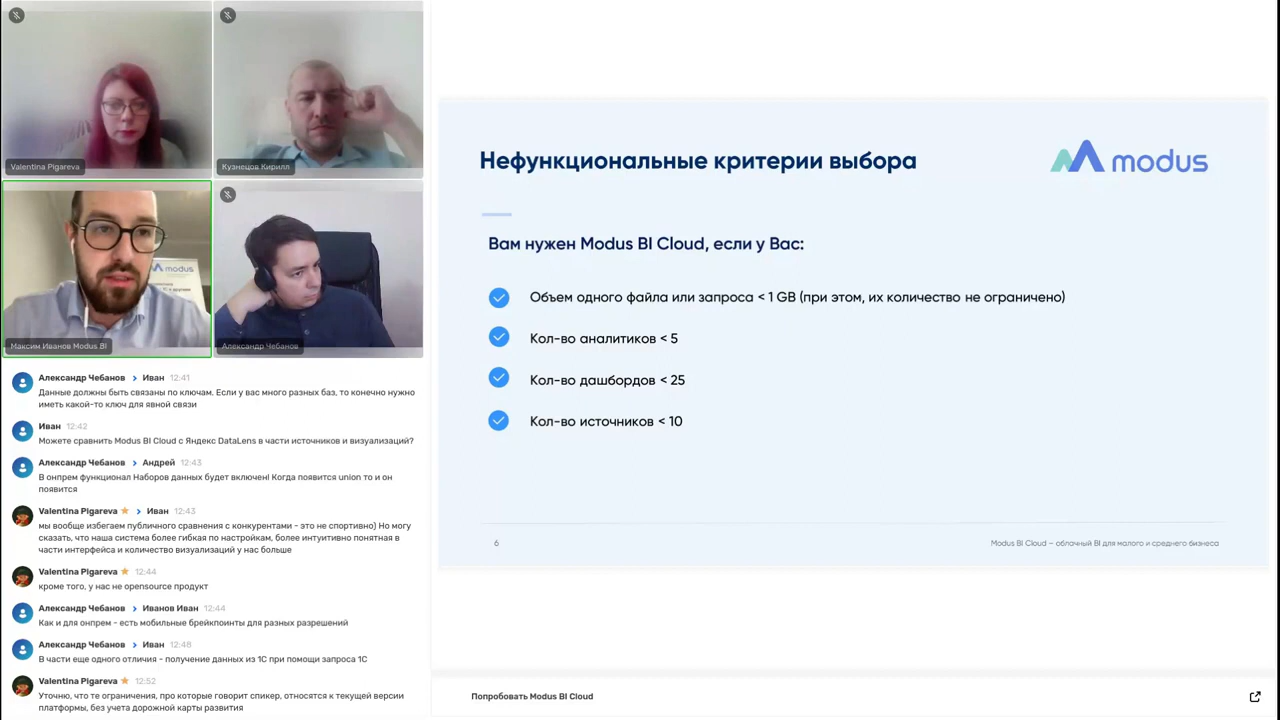 Valentina Pigareva
Кузнецов Кирилл
modus
Максим Иванов Modus BI
Александр Чебанов
Александр Чебанов > Иван 12:41
Данные должны быть связаны по ключам. Если у вас много разных баз, то конечно нужно
иметь какой-то ключ для явной связи
Иван 12:42
Можете сравнить Modus BI Cloud с Яндекс DataLens в части источников и визуализаций?
Александр Чебанов > Андрей 12:43
В онпрем функционал Наборов данных будет включен! Когда появится union то и он
появится
Valentina Pigareva > Иван 12:43
мы вообще избегаем публичного сравнения с конкурентами - это не спортивно) Но могу
сказать, что наша система более гибкая по настройкам, более интуитивно понятная в
части интерфейса и количество визуализаций у нас больше
Valentina Pigareva 12:44
кроме того, у нас не opensource продукт
Александр Чебанов > Иванов Иван 12:44
Как и для онпрем - есть мобильные брейкпоинты для разных разрешений
Александр Чебанов > Иван 12:48
В части еще одного отличия - получение данных из 1С при помощи запроса 1С
Valentina Pigareva 12:52
Уточню, что те ограничения, про которые говорит спикер, относятся к текущей версии
платформы, без учета дорожной карты развития
Нефункциональные критерии выбора
modus
Вам нужен Modus BI Cloud, если у Вас:
Объем одного файла или запроса < 1 GB (при этом, их количество не ограничено)
Кол-во аналитиков < 5
Кол-во дашбордов < 25
Кол-во источников < 10
6
Modus BI Cloud – облачный BI для малого и среднего бизнеса
Попробовать Modus BI Cloud